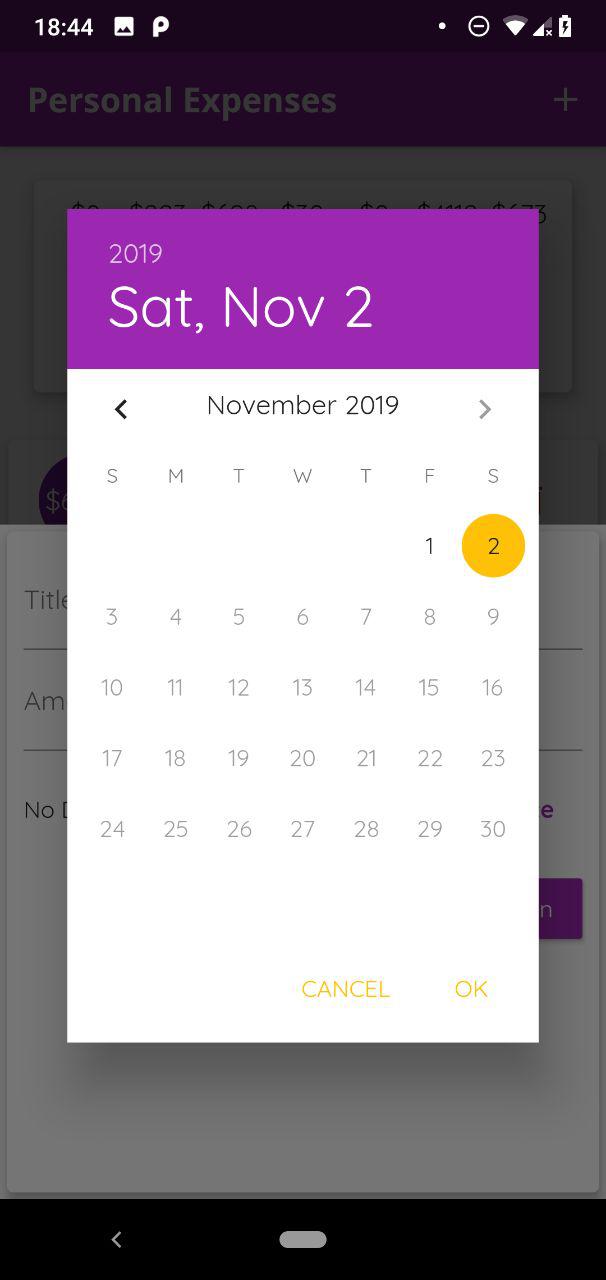 18:44
Personal Expenses +
2019
Sat, Nov 2
November 2019
S M T W T F S
1 2
3 4 5 6 7 8 9
Title
10 11 12 13 14 15 16
17 18 19 20 21 22 23
24 25 26 27 28 29 30
CANCEL OK